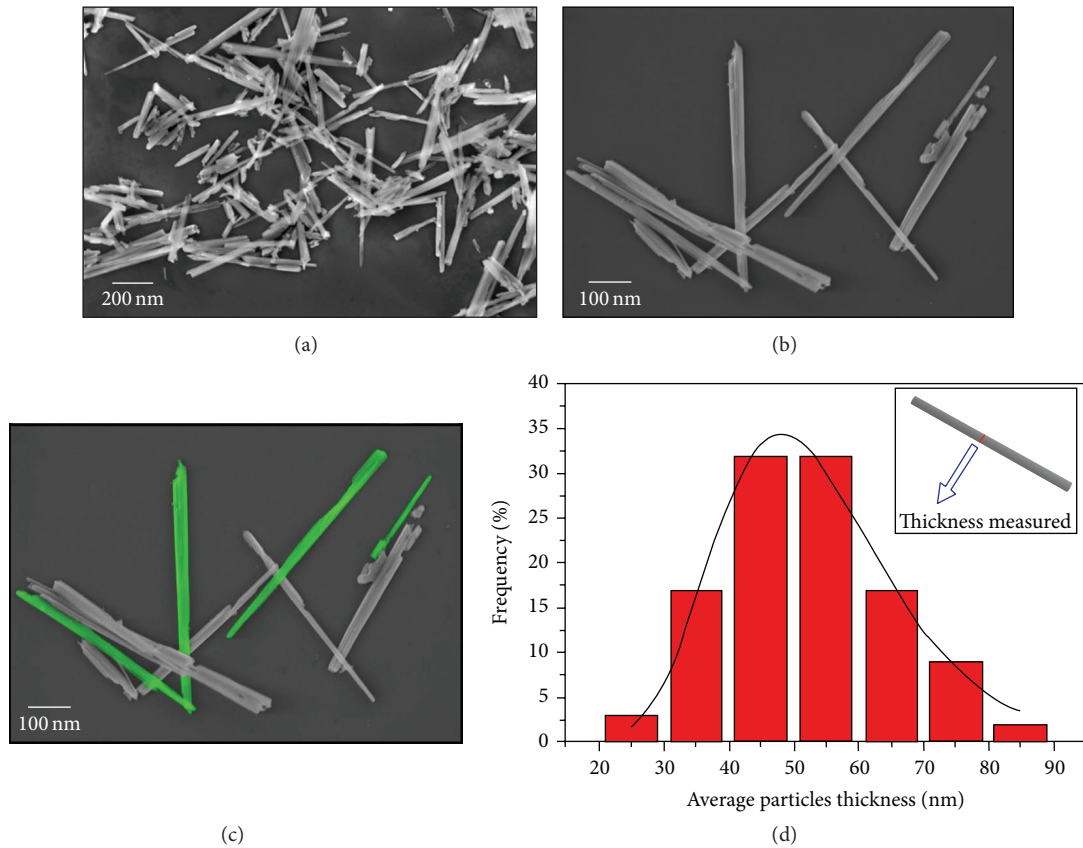 200 nm
(a)
100 nm
(b)
100 nm
(c)
40
35
30
25
20
15
10
5
0
Frequency (%)
Thickness measured
20 30 40 50 60 70 80 90
Average particles thickness (nm)
(d)